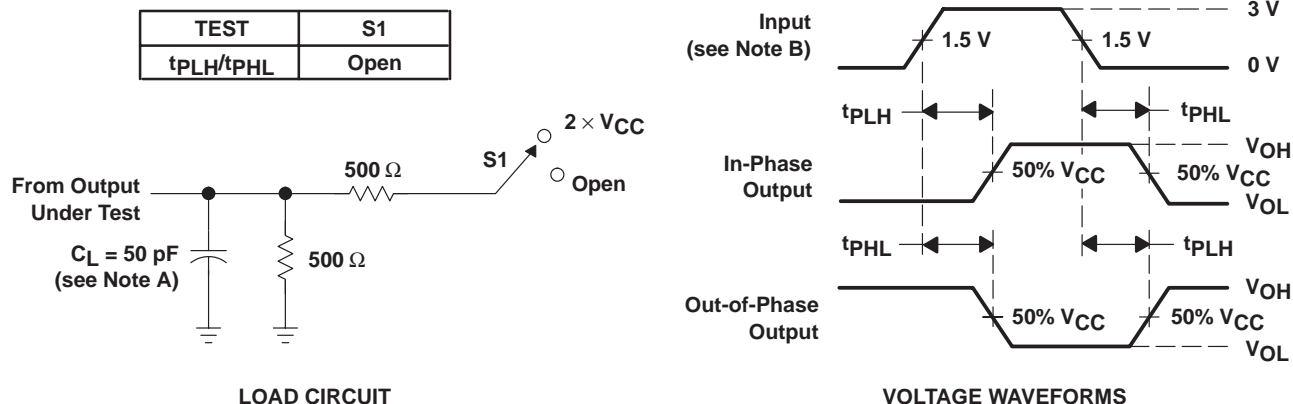 TEST S1
tPLH/tPHL Open
2 × VCC
S1
500 Ω
Open
From Output
Under Test
CL = 50 pF
(see Note A)
500 Ω
LOAD CIRCUIT
Input
(see Note B)
3 V
1.5 V 1.5 V
0 V
tPLH tPHL
In-Phase
Output
VOH
50% VCC 50% VCC
VOL
tPHL tPLH
Out-of-Phase
Output
VOH
50% VCC 50% VCC
VOL
VOLTAGE WAVEFORMS